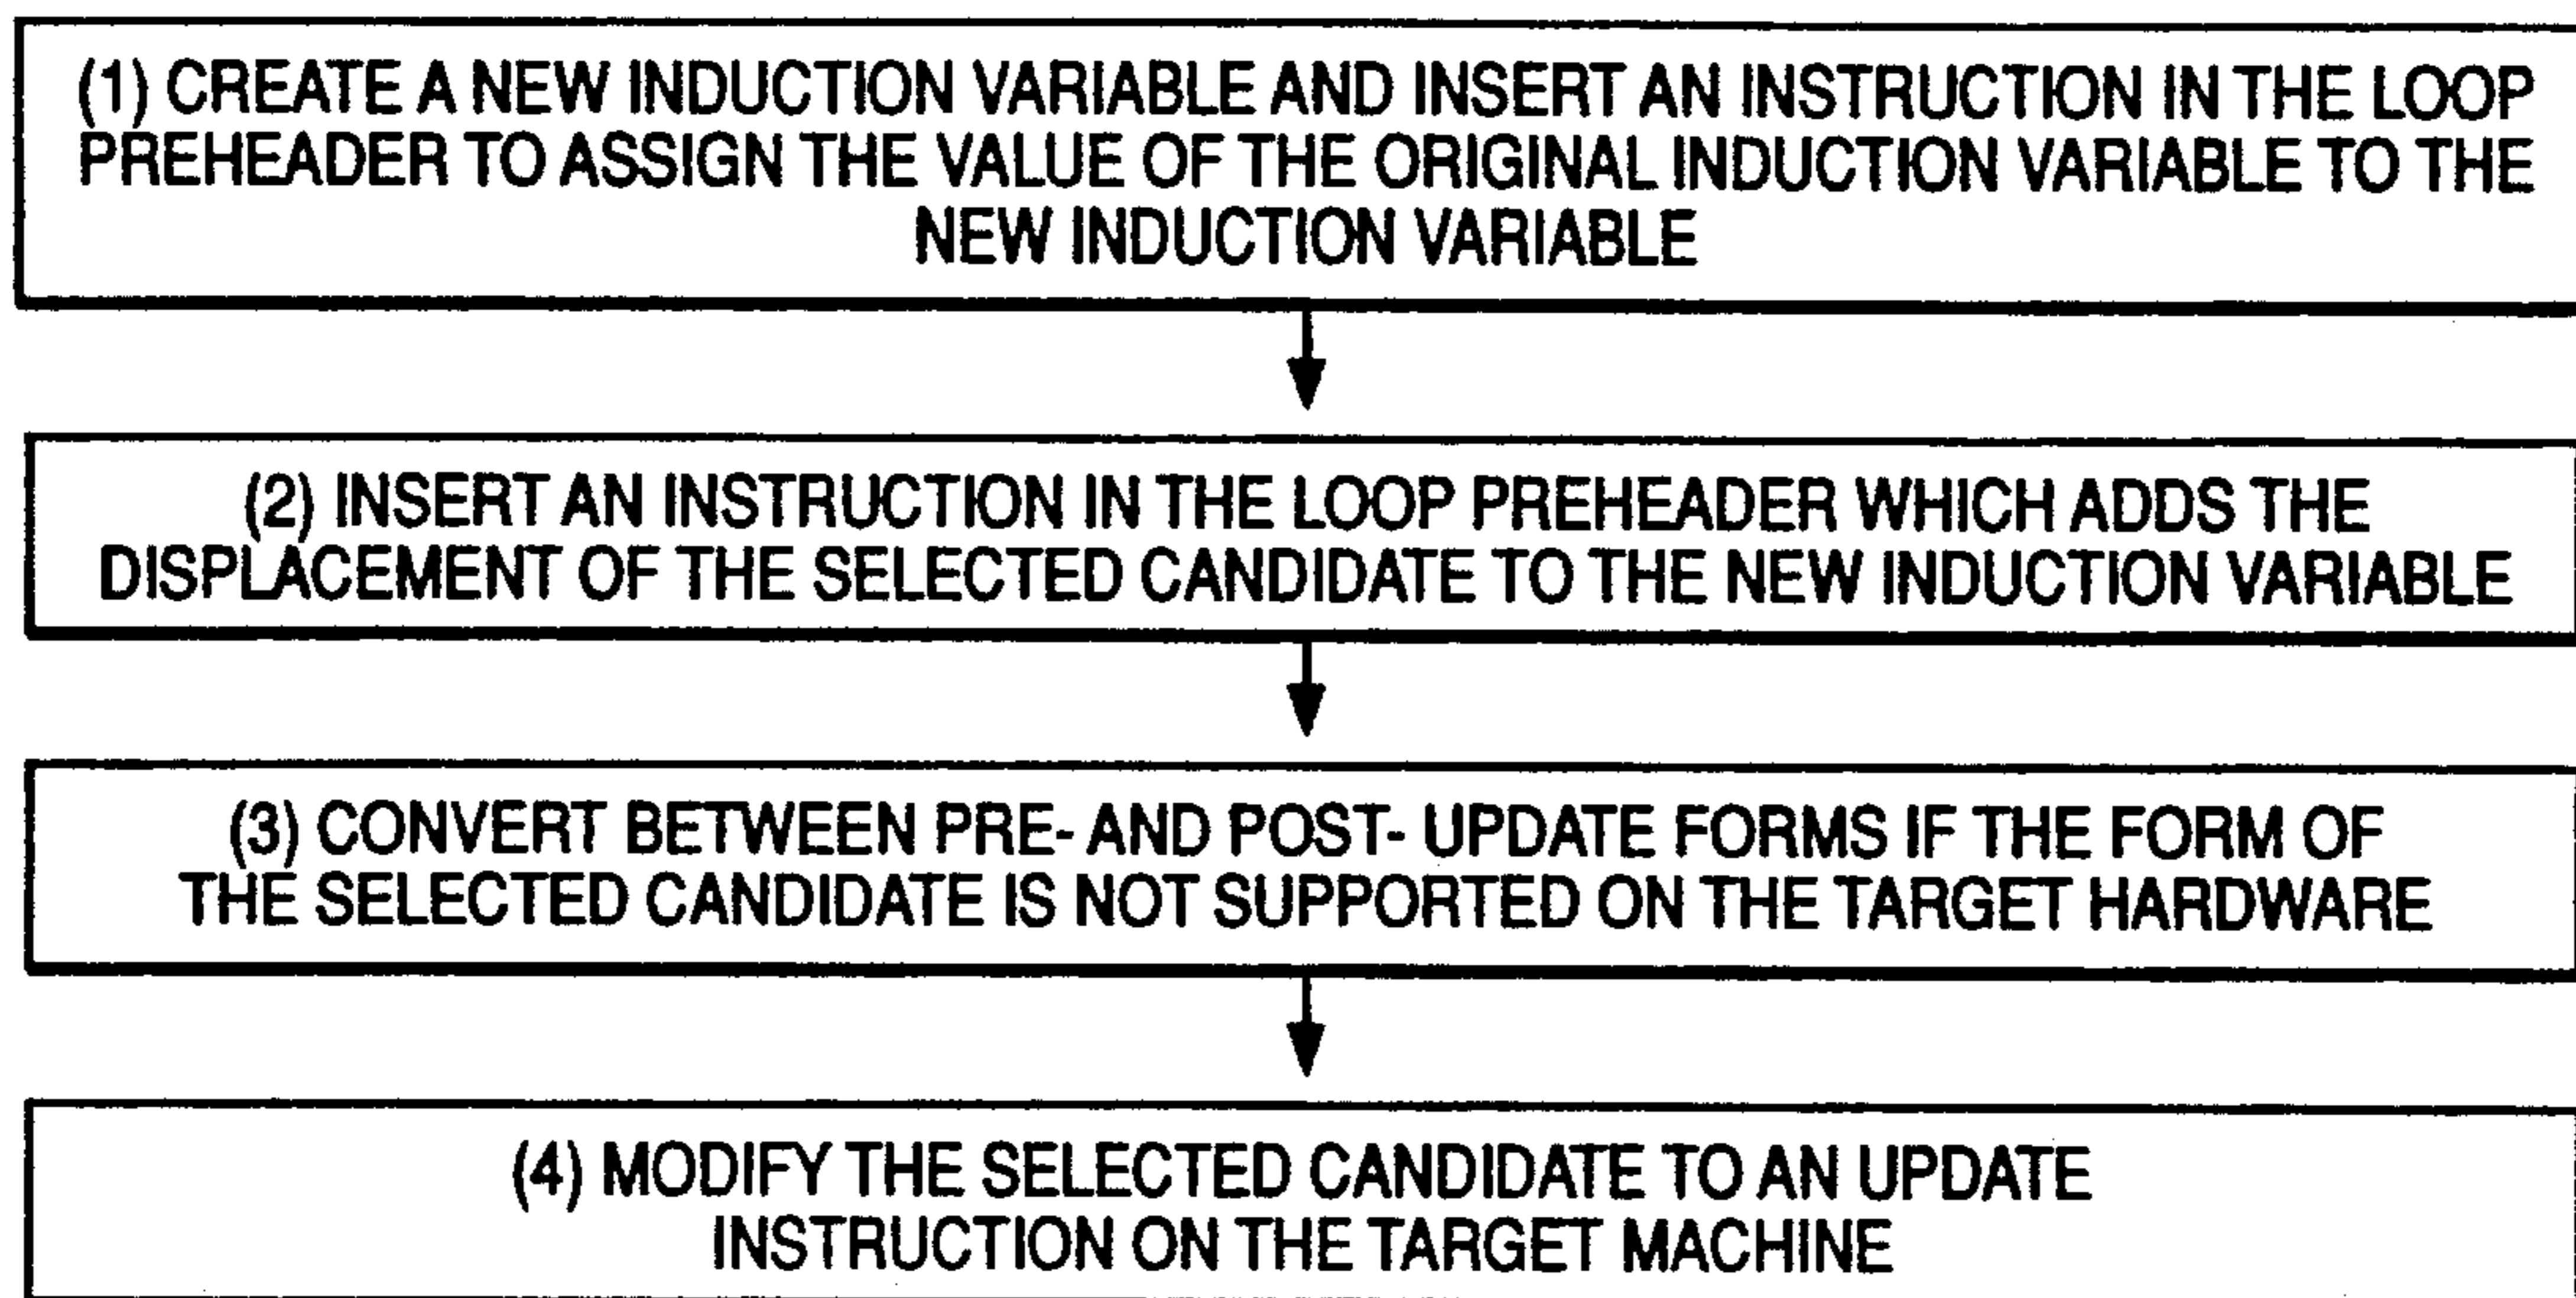 (1) CREATE A NEW INDUCTION VARIABLE AND INSERT AN INSTRUCTION IN THE LOOP
PREHEADER TO ASSIGN THE VALUE OF THE ORIGINAL INDUCTION VARIABLE TO THE
NEW INDUCTION VARIABLE
(2) INSERT AN INSTRUCTION IN THE LOOP PREHEADER WHICH ADDS THE
DISPLACEMENT OF THE SELECTED CANDIDATE TO THE NEW INDUCTION VARIABLE
(3) CONVERT BETWEEN PRE- AND POST- UPDATE FORMS IF THE FORM OF
THE SELECTED CANDIDATE IS NOT SUPPORTED ON THE TARGET HARDWARE
(4) MODIFY THE SELECTED CANDIDATE TO AN UPDATE
INSTRUCTION ON THE TARGET MACHINE